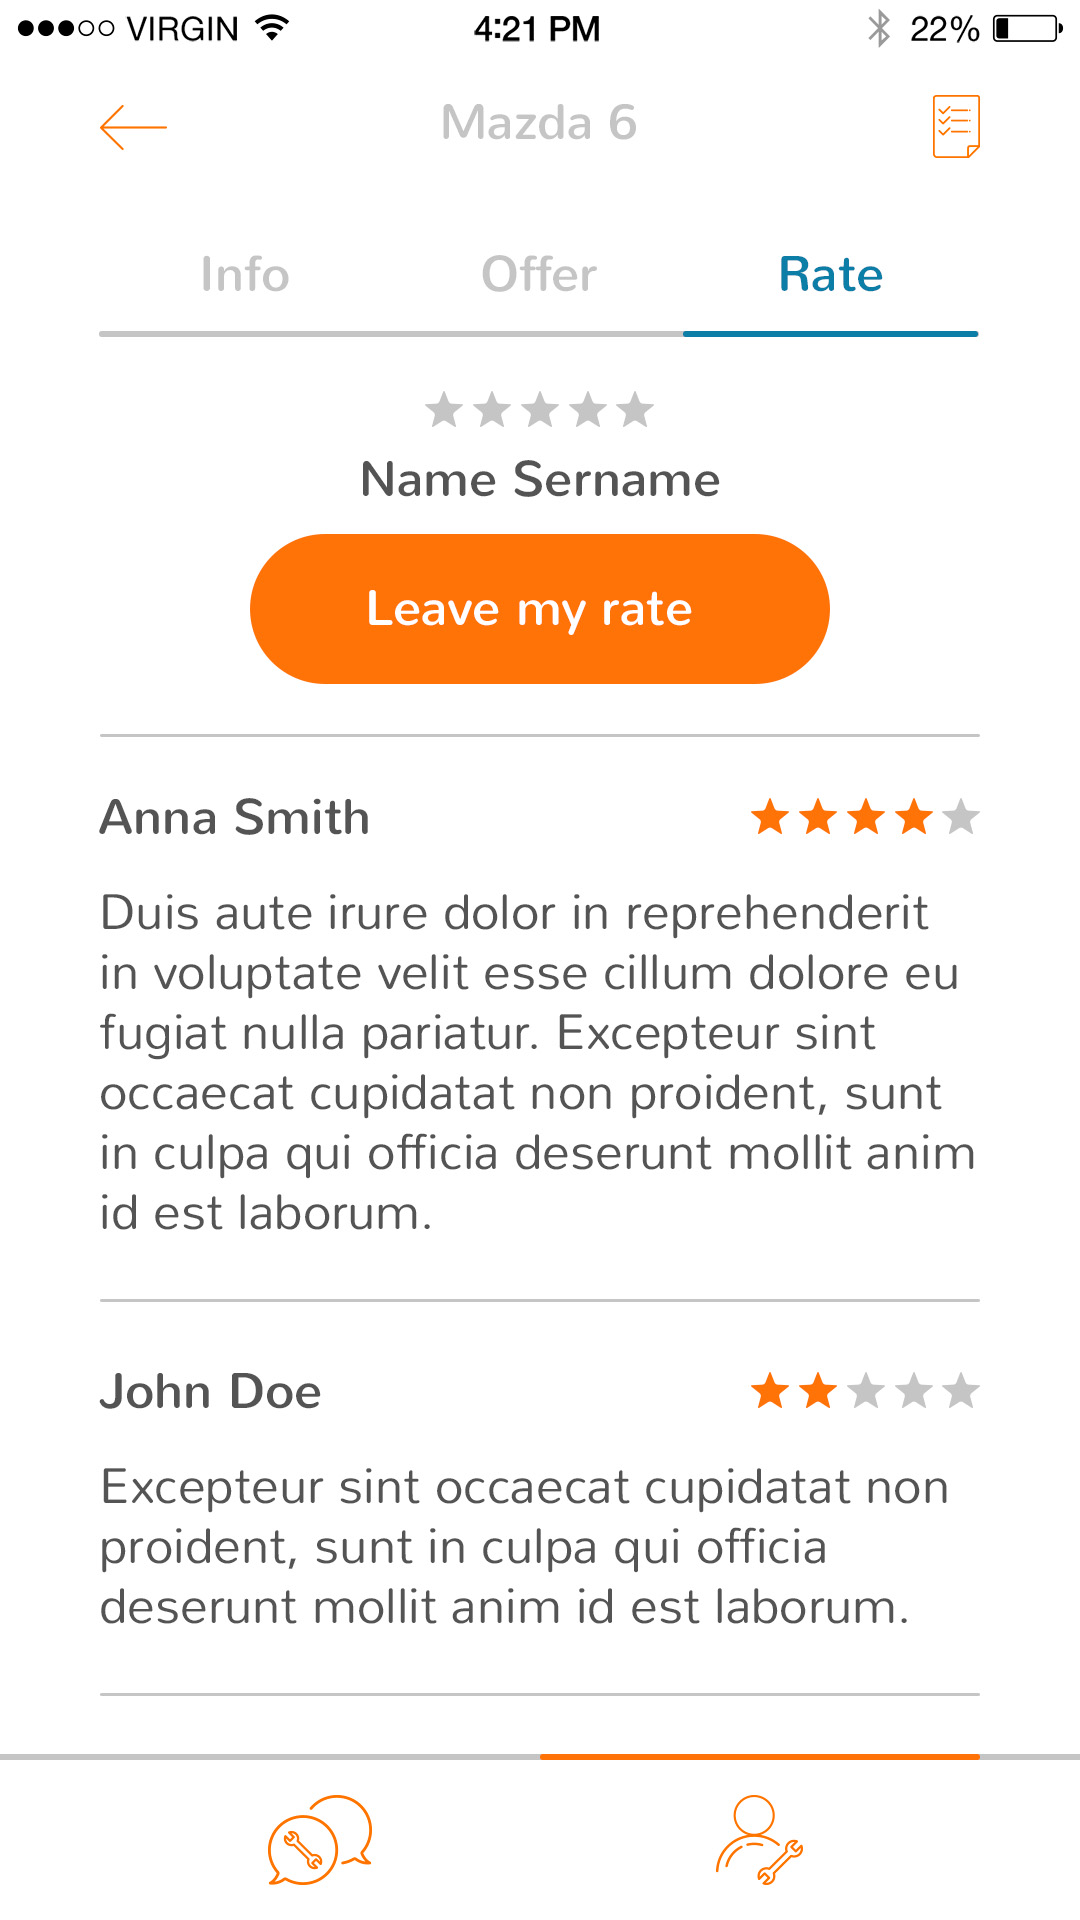 VIRGIN 4:21 PM 22%
Mazda 6
Info Offer Rate
Name Sername
Leave my rate
Anna Smith
Duis aute irure dolor in reprehenderit
in voluptate velit esse cillum dolore eu
fugiat nulla pariatur. Excepteur sint
occaecat cupidatat non proident, sunt
in culpa qui officia deserunt mollit anim
id est laborum.
John Doe
Excepteur sint occaecat cupidatat non
proident, sunt in culpa qui officia
deserunt mollit anim id est laborum.